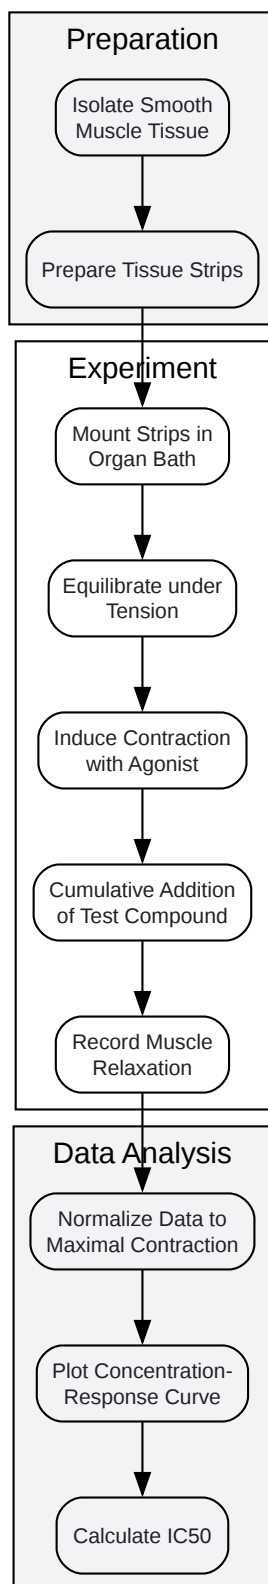 Preparation
Isolate Smooth
Muscle Tissue
Prepare Tissue Strips
Experiment
Mount Strips in
Organ Bath
Equilibrate under
Tension
Induce Contraction
with Agonist
Cumulative Addition
of Test Compound
Record Muscle
Relaxation
Data Analysis
Normalize Data to
Maximal Contraction
Plot Concentration-
Response Curve
Calculate IC50